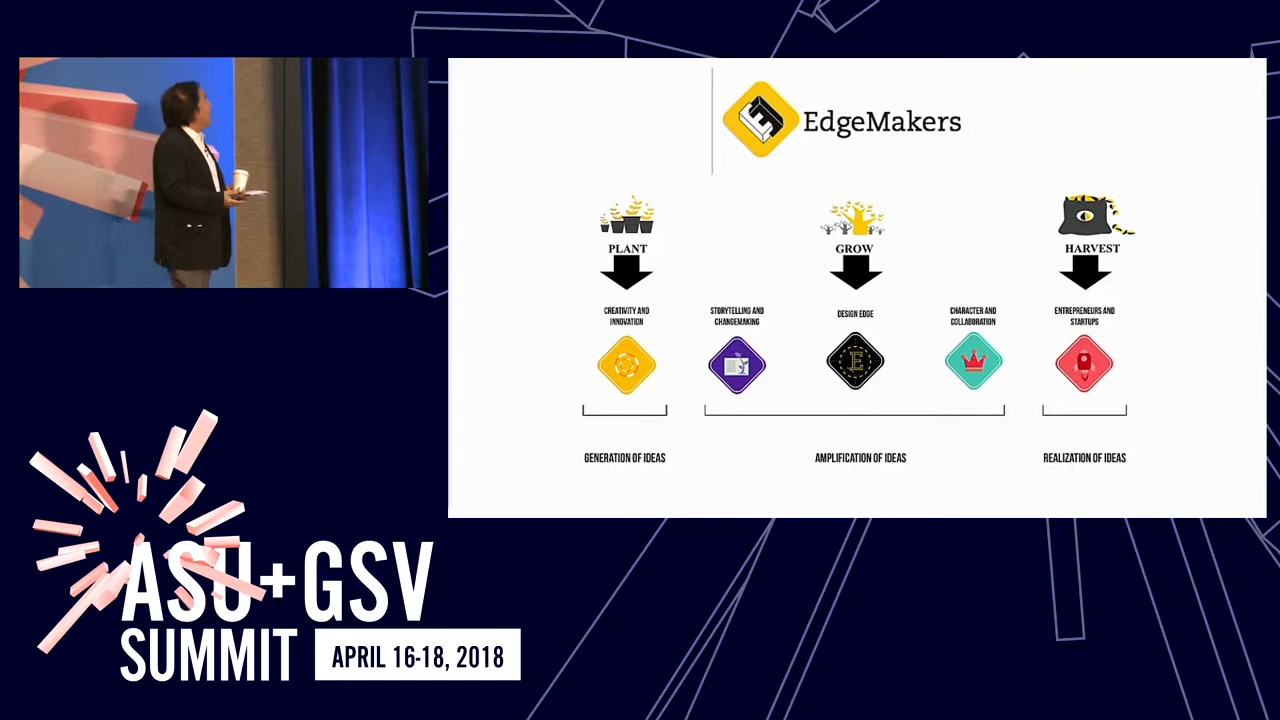 EdgeMakers
PLANT
GROW
HARVEST
CREATIVITY AND
INNOVATION
STORYTELLING AND
CHANGEMAKING
DESIGN EDGE
CHARACTER AND
COLLABORATION
ENTREPRENEURS AND
STARTUPS
E
GENERATION OF IDEAS
AMPLIFICATION OF IDEAS
REALIZATION OF IDEAS
ASU+GSV
SUMMIT
APRIL 16-18, 2018